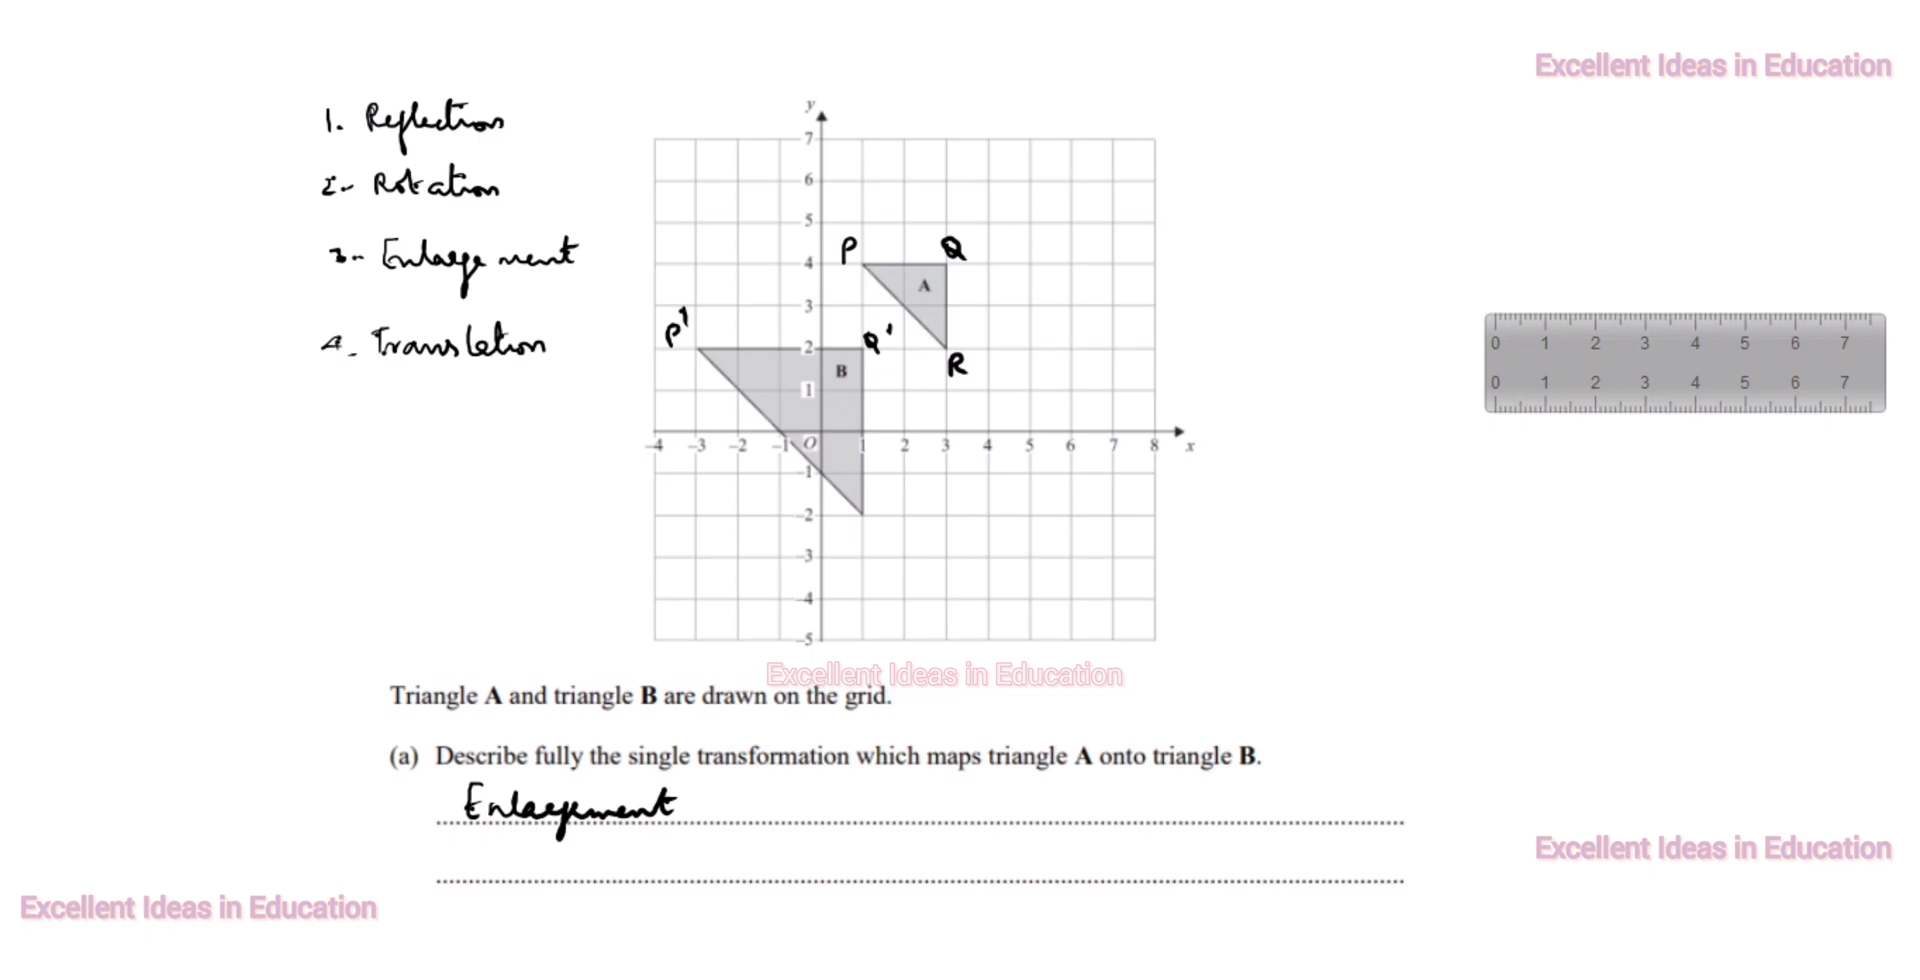 Excellent Ideas in Education
1. Reflection
2. Rotation
3. Enlargement
4. Translation
y
7
6
5
4
3
2
1
-4 -3 -2 -1 O 1 2 3 4 5 6 7 8 x
-1
-2
-3
-4
-5
P Q
A
R
P' Q'
B
0 1 2 3 4 5 6 7
0 1 2 3 4 5 6 7
Excellent Ideas in Education
Triangle A and triangle B are drawn on the grid.
(a) Describe fully the single transformation which maps triangle A onto triangle B.
Enlargement
Excellent Ideas in Education
Excellent Ideas in Education